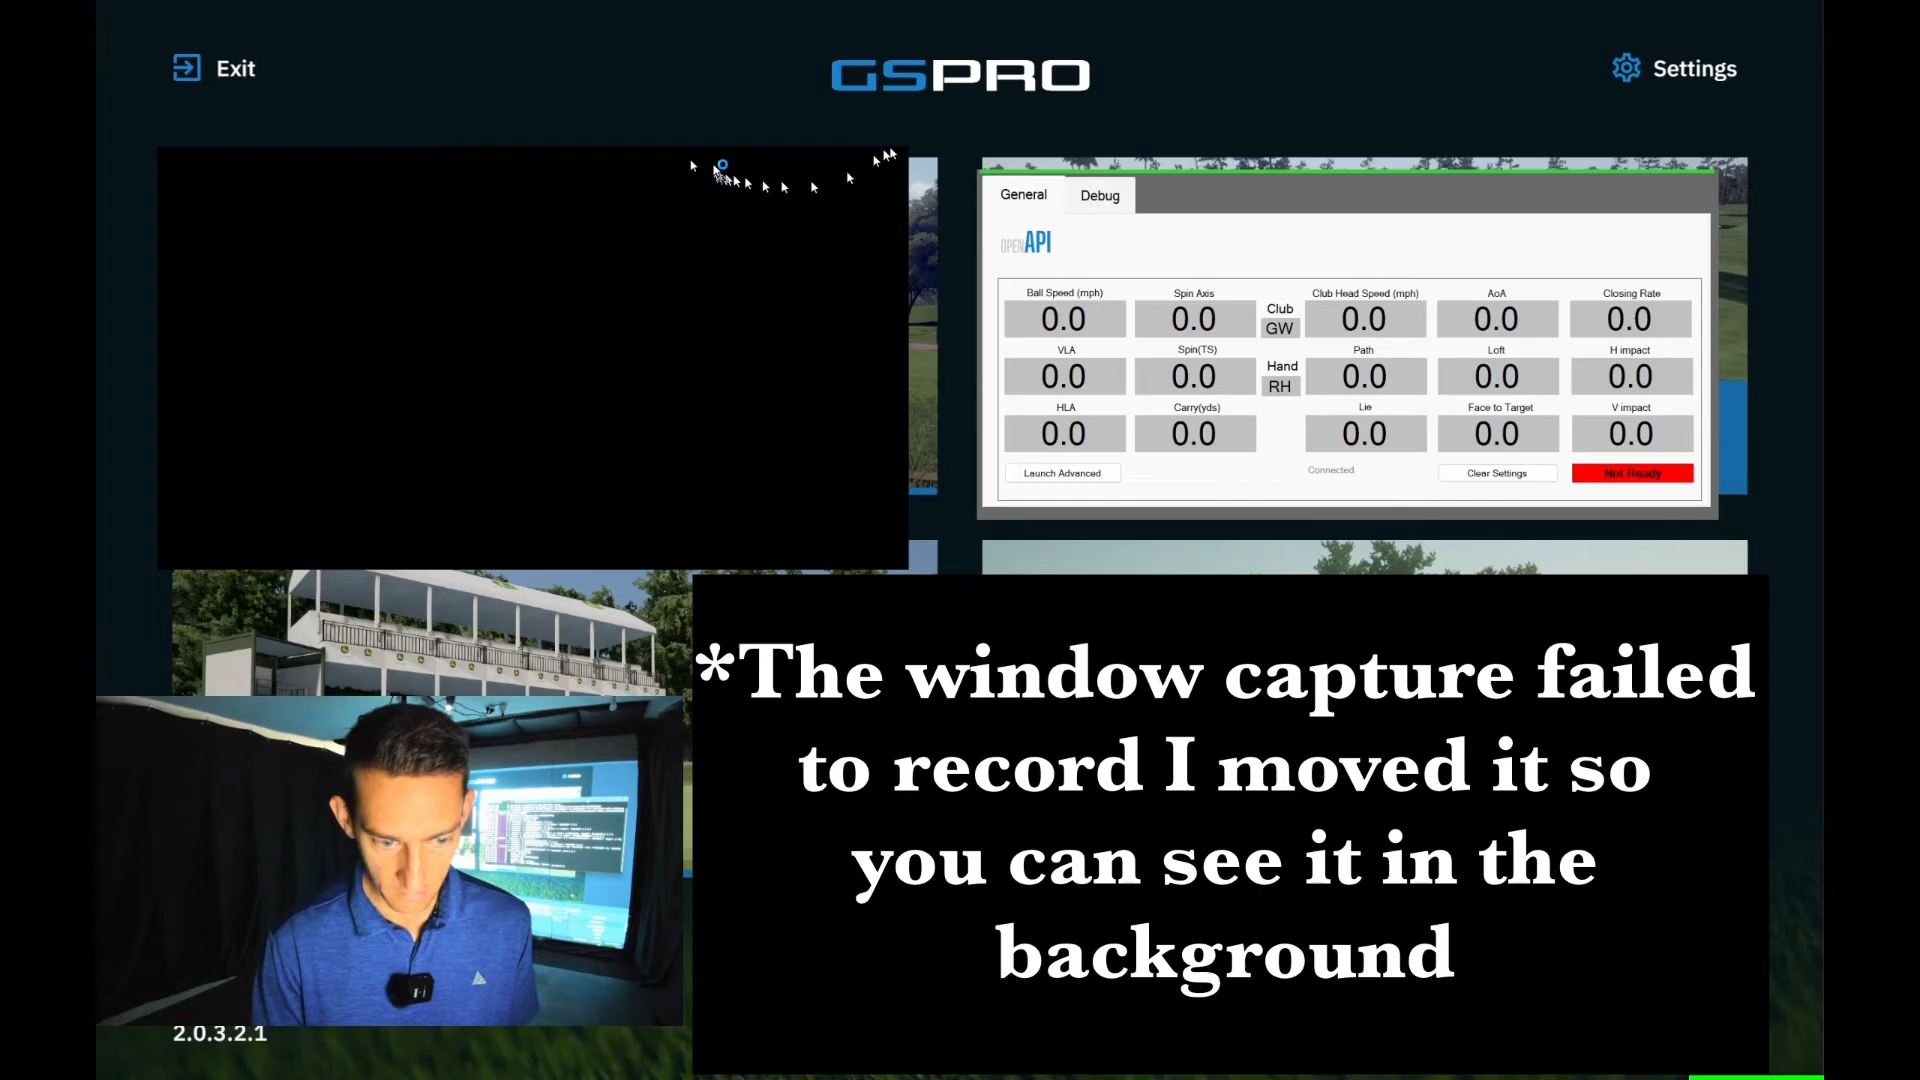 Exit
GSPRO
Settings
General
Debug
OPENAPI
Ball Speed (mph)
Spin Axis
Club Head Speed (mph)
AoA
Closing Rate
0.0
0.0
Club
GW
0.0
0.0
0.0
VLA
Spin(TS)
Path
Loft
H impact
0.0
0.0
Hand
RH
0.0
0.0
0.0
HLA
Carry(yds)
Lie
Face to Target
V impact
0.0
0.0
0.0
0.0
0.0
Launch Advanced
Connected
Clear Settings
Not Ready
*The window capture failed
to record I moved it so
you can see it in the
background
2.0.3.2.1